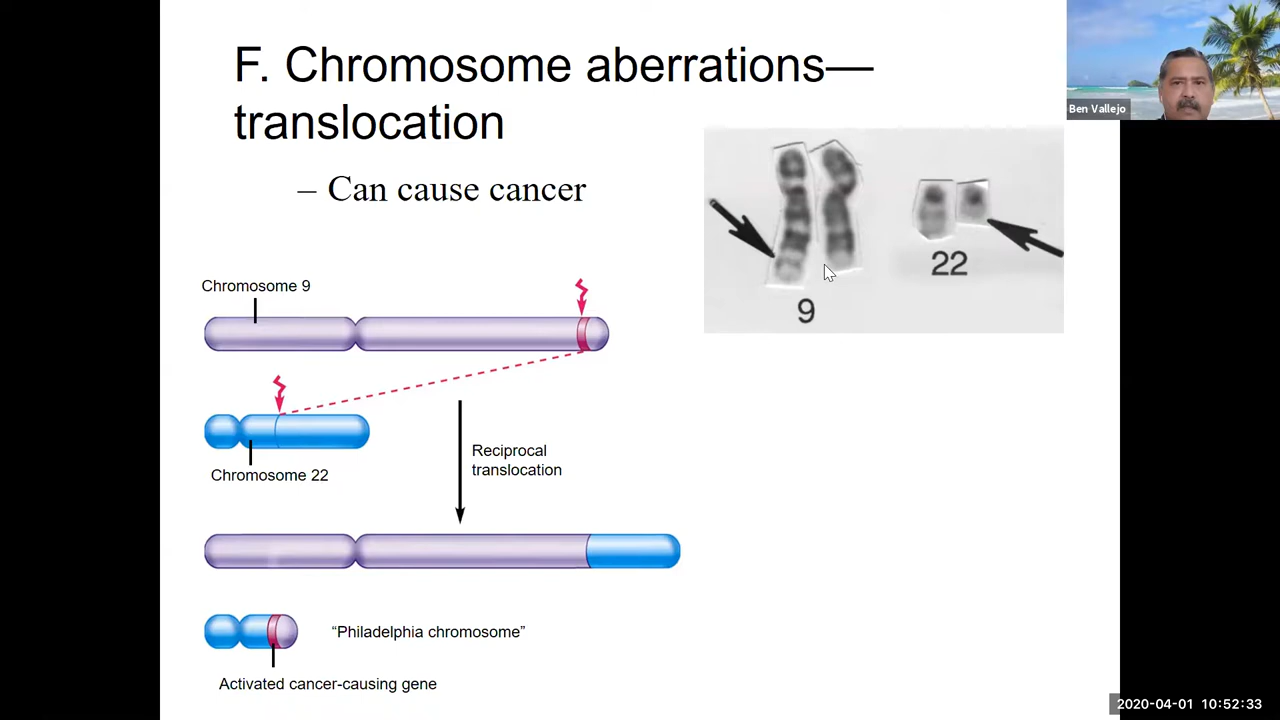 F. Chromosome aberrations—
translocation
– Can cause cancer
Ben Vallejo
9
22
Chromosome 9
Chromosome 22
Reciprocal
translocation
“Philadelphia chromosome”
Activated cancer-causing gene
2020-04-01 10:52:33